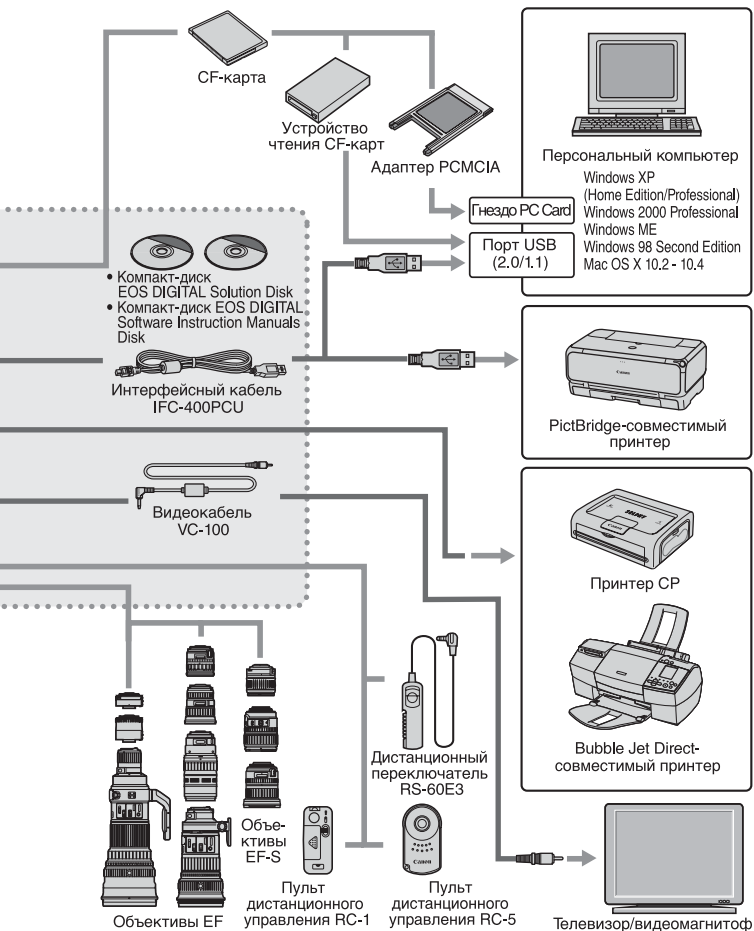 CF-карта
Устройство
чтения CF-карт
Адаптер PCMCIA
Персональный компьютер
Windows XP
(Home Edition/Professional)
Windows 2000 Professional
Windows ME
Windows 98 Second Edition
Mac OS X 10.2 - 10.4
Гнездо PC Card
Порт USB
(2.0/1.1)
• Компакт-диск
EOS DIGITAL Solution Disk
• Компакт-диск EOS DIGITAL
Software Instruction Manuals
Disk
Интерфейсный кабель
IFC-400PCU
Canon
PictBridge-совместимый
принтер
Видеокабель
VC-100
SELPHY
Canon
Принтер CP
Bubble Jet Direct-
совместимый принтер
Дистанционный
переключатель
RS-60E3
Объе-
ктивы
EF-S
Canon
Объективы EF
Пульт
дистанционного
управления RC-1
Пульт
дистанционного
управления RC-5
Телевизор/видеомагнитоф